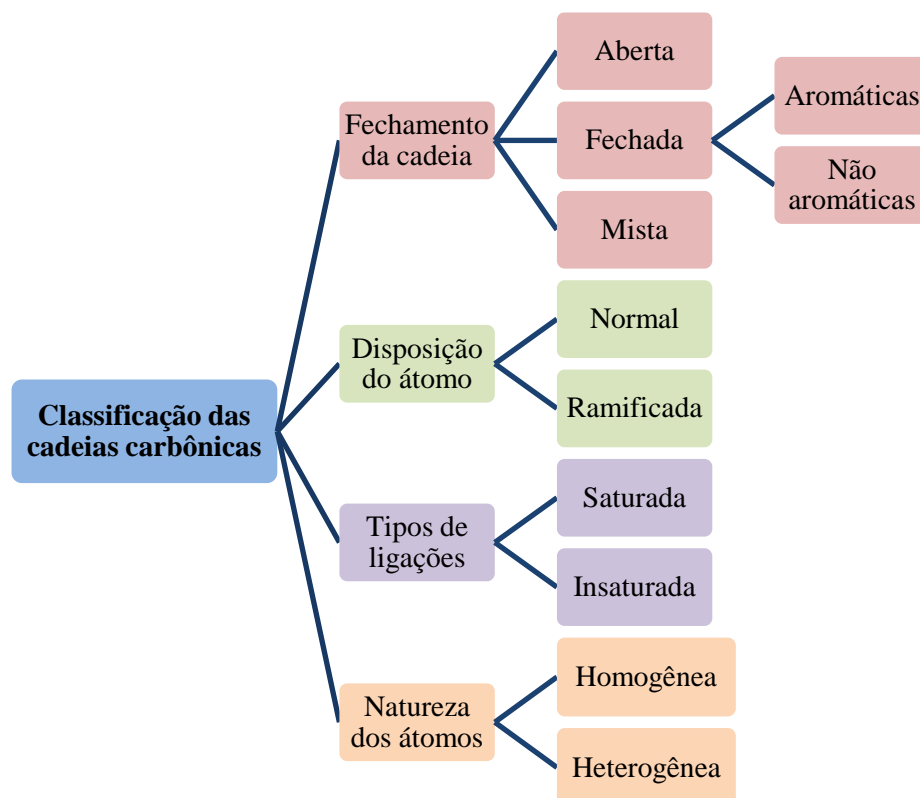 Classificação das
cadeias carbônicas
Fechamento
da cadeia
Aberta
Fechada
Aromáticas
Não
aromáticas
Mista
Disposição
do átomo
Normal
Ramificada
Tipos de
ligações
Saturada
Insaturada
Natureza
dos átomos
Homogênea
Heterogênea